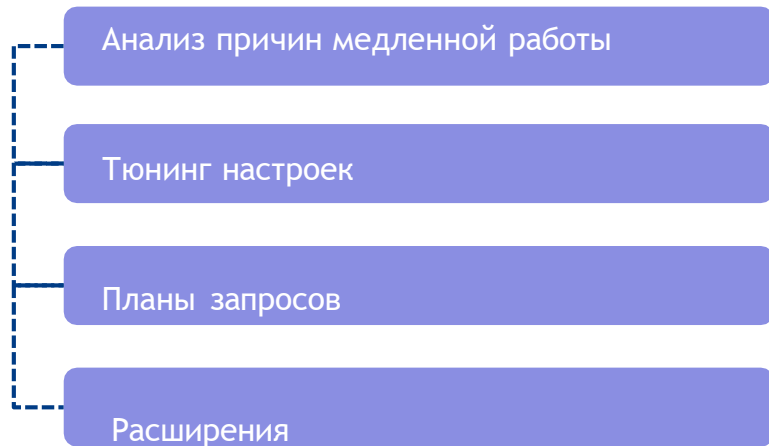 Анализ причин медленной работы
Тюнинг настроек
Планы запросов
Расширения